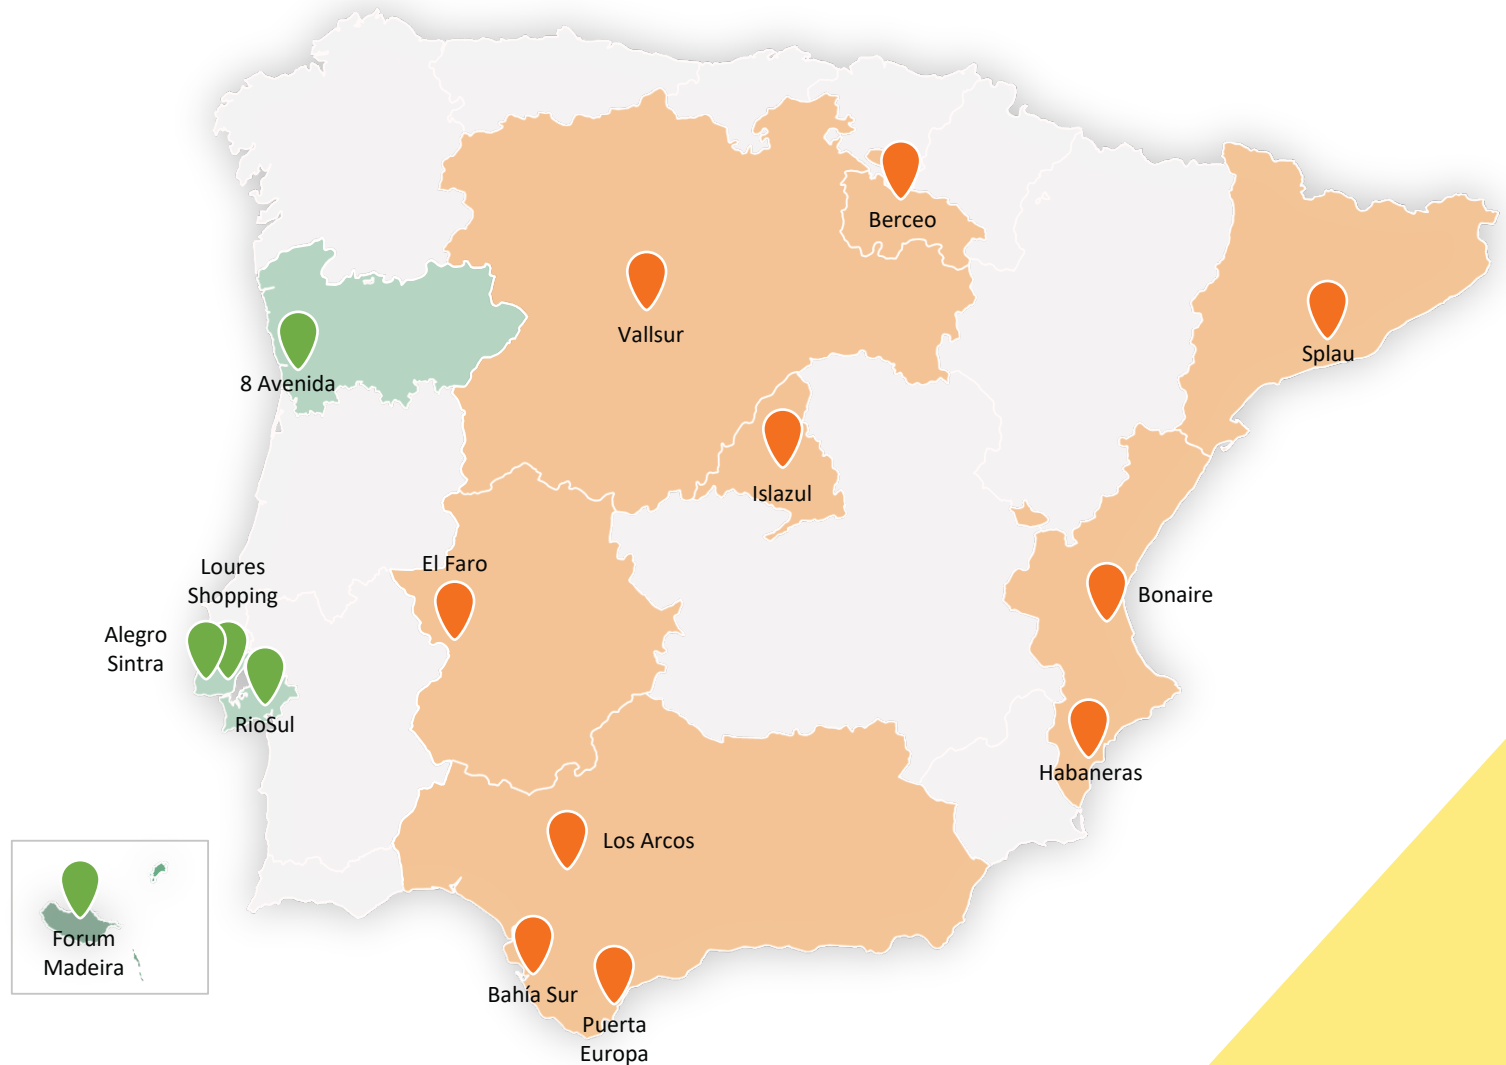 Berceo
Vallsur
Splau
8 Avenida
Islazul
El Faro
Loures
Shopping
Bonaire
Alegro
Sintra
RioSul
Habaneras
Los Arcos
Forum
Madeira
Bahía Sur
Puerta
Europa